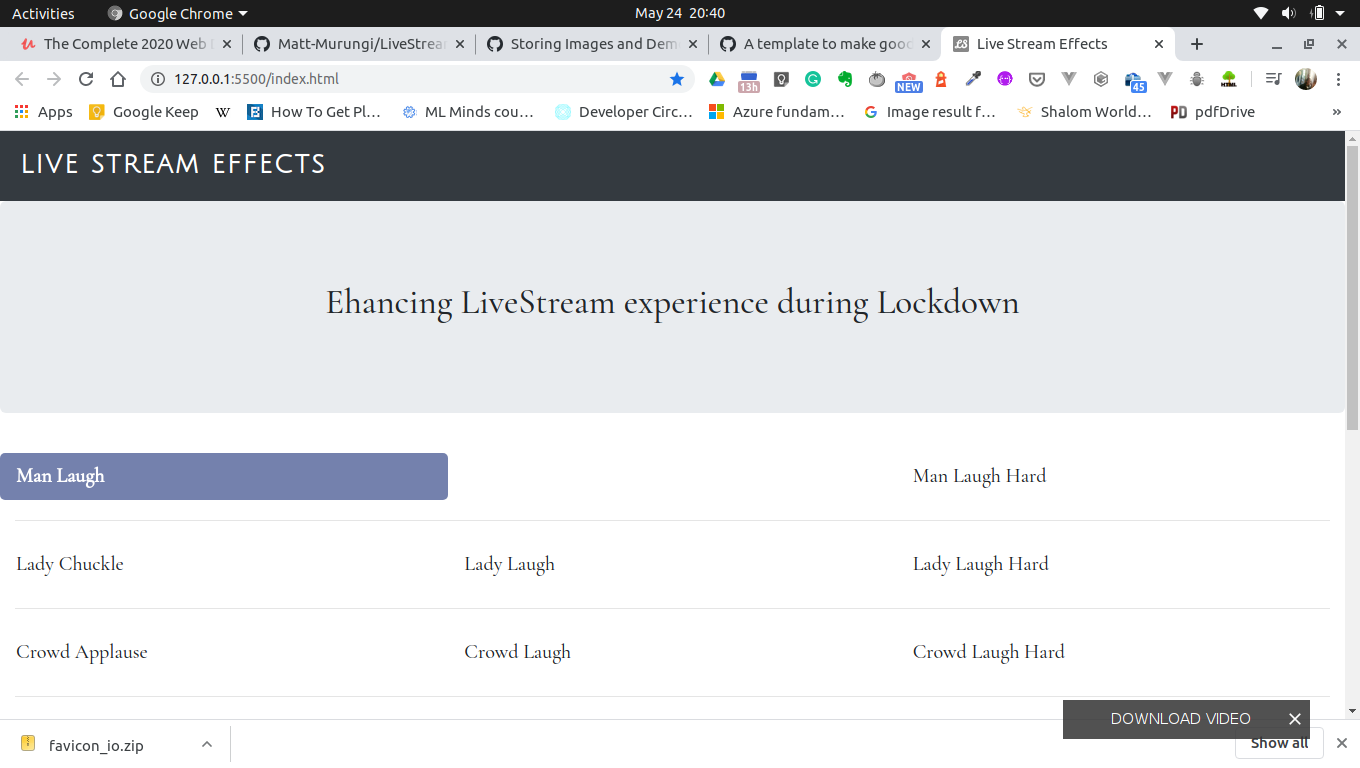 Activities Google Chrome May 24 20:40
The Complete 2020 Web Matt-Murungi/LiveStrea Storing Images and Dem A template to make good LS Live Stream Effects
127.0.0.1:5500/index.html 13h NEW 45 HTML
Apps Google Keep W How To Get Pl... ML Minds cou... Developer Circ... Azure fundam... Image result f... Shalom World... PD pdfDrive »
LIVE STREAM EFFECTS
Ehancing LiveStream experience during Lockdown
Man Laugh Man Laugh Hard
Lady Chuckle Lady Laugh Lady Laugh Hard
Crowd Applause Crowd Laugh Crowd Laugh Hard
DOWNLOAD VIDEO
favicon_io.zip Show all